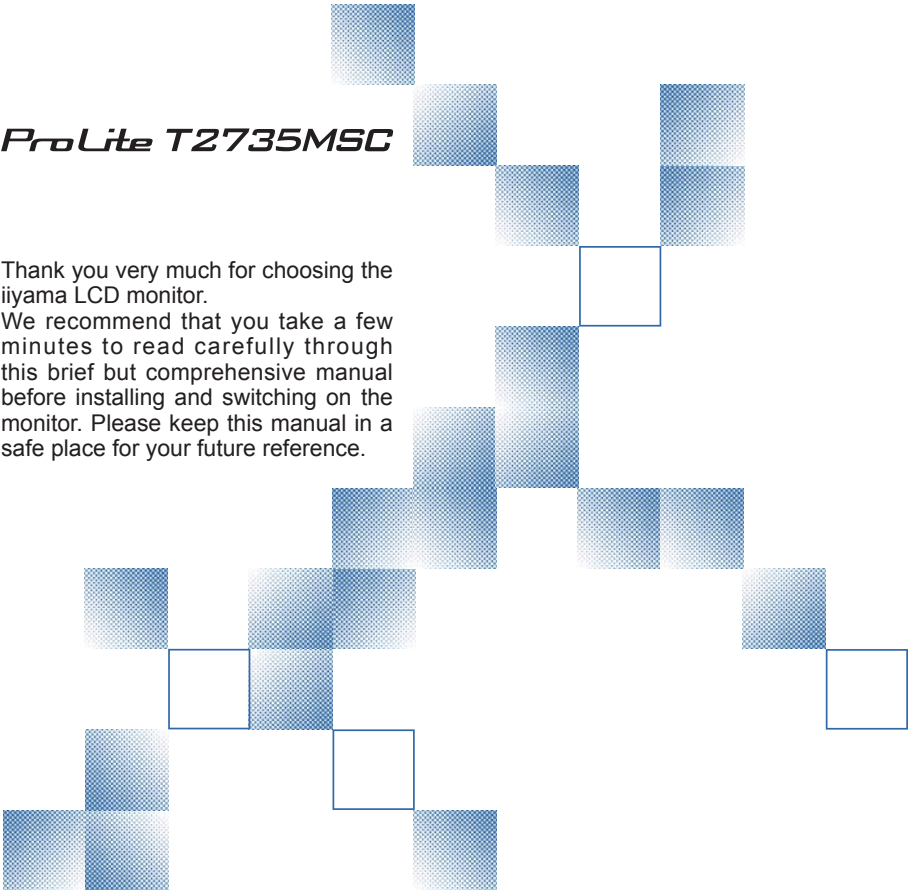 ProLite T2735MSC
Thank you very much for choosing the
iiyama LCD monitor.
We recommend that you take a few
minutes to read carefully through
this brief but comprehensive manual
before installing and switching on the
monitor. Please keep this manual in a
safe place for your future reference.